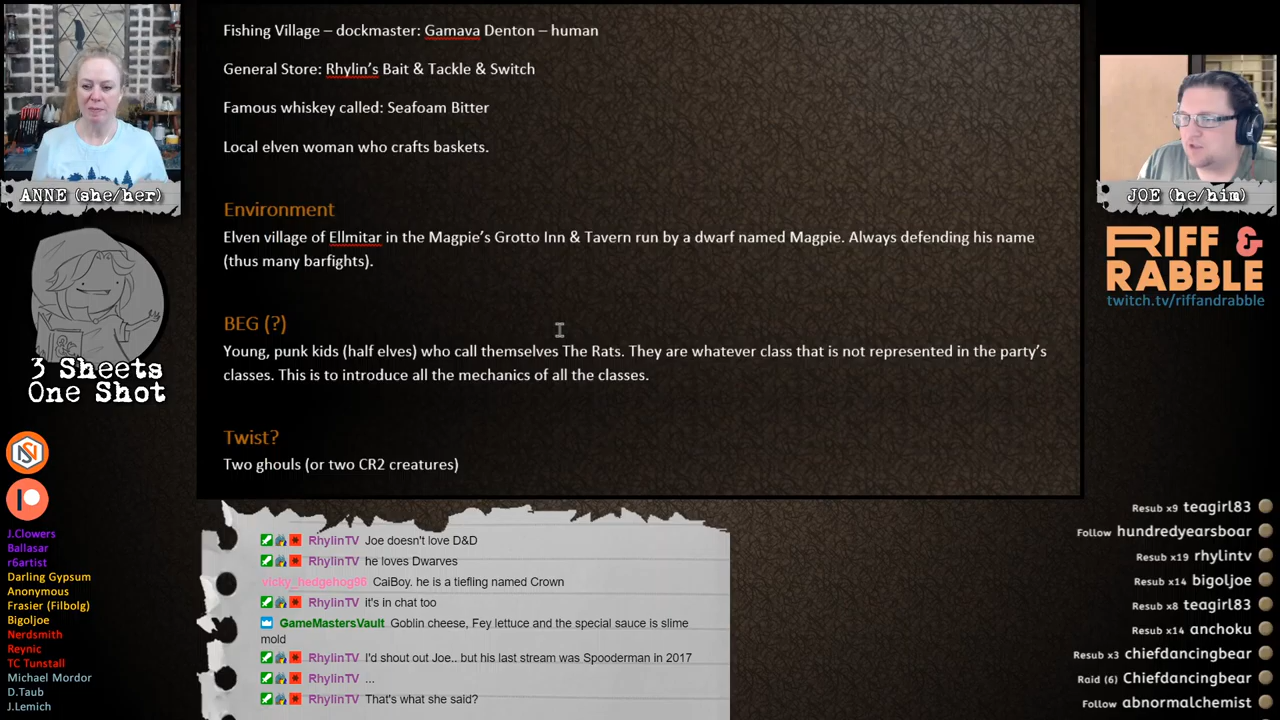 Fishing Village – dockmaster: Gamava Denton – human
General Store: Rhylin's Bait & Tackle & Switch
Famous whiskey called: Seafoam Bitter
Local elven woman who crafts baskets.
Environment
Elven village of Ellmitar in the Magpie's Grotto Inn & Tavern run by a dwarf named Magpie. Always defending his name
(thus many barfights).
BEG (?)
Young, punk kids (half elves) who call themselves The Rats. They are whatever class that is not represented in the party's
classes. This is to introduce all the mechanics of all the classes.
Twist?
Two ghouls (or two CR2 creatures)
ANNE (she/her)
3 Sheets
One Shot
J.Clowers
Ballasar
r6artist
Darling Gypsum
Anonymous
Frasier (Filbolg)
Bigoljoe
Nerdsmith
Reynic
TC Tunstall
Michael Mordor
D.Taub
J.Lemich
RhylinTV Joe doesn't love D&D
RhylinTV he loves Dwarves
vicky_hedgehog96 CaiBoy. he is a tiefling named Crown
RhylinTV it's in chat too
GameMastersVault Goblin cheese, Fey lettuce and the special sauce is slime
mold
RhylinTV I'd shout out Joe.. but his last stream was Spooderman in 2017
RhylinTV ...
RhylinTV That's what she said?
JOE (he/him)
RIFF &
RABBLE
twitch.tv/riffandrabble
Resub x9 teagirl83
Follow hundredyearsboar
Resub x19 rhylintv
Resub x14 bigoljoe
Resub x8 teagirl83
Resub x14 anchoku
Resub x3 chiefdancingbear
Raid (6) Chiefdancingbear
Follow abnormalchemist